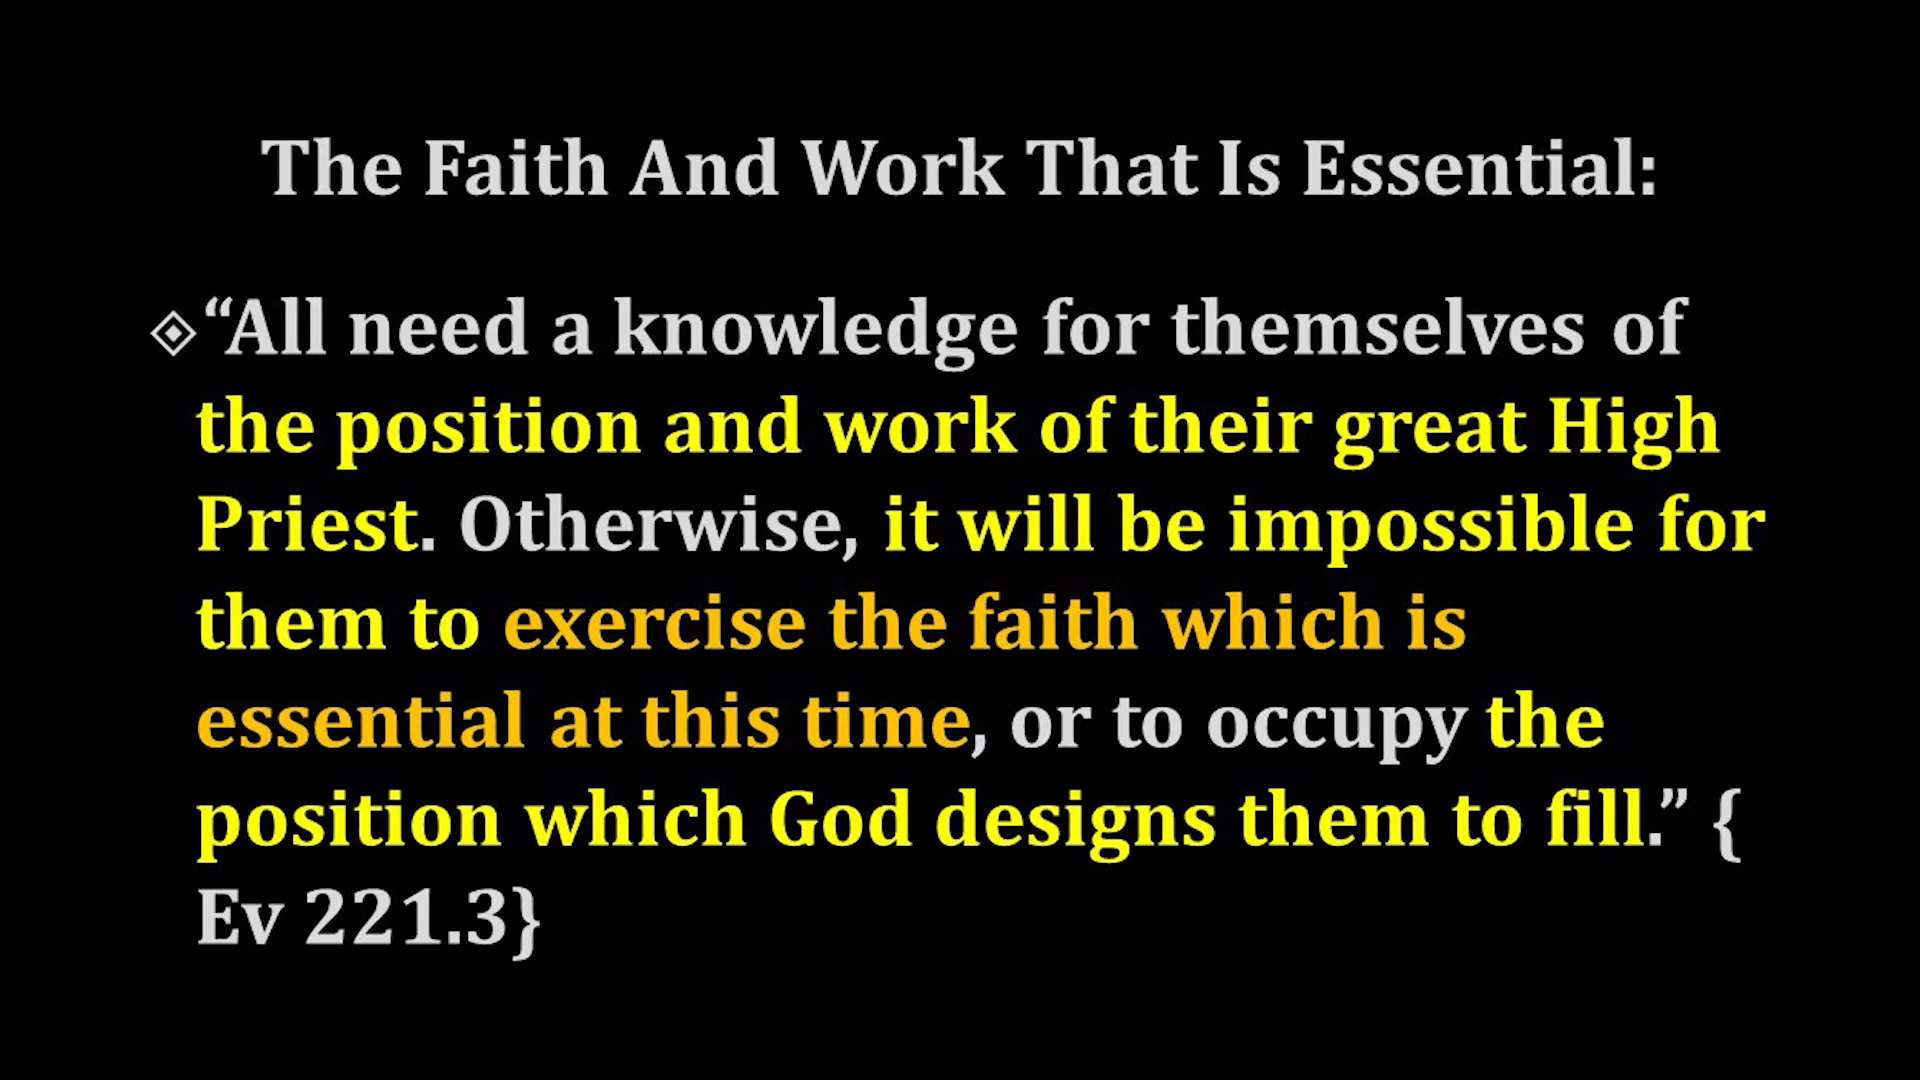 The Faith And Work That Is Essential:
“All need a knowledge for themselves of
the position and work of their great High
Priest. Otherwise, it will be impossible for
them to exercise the faith which is
essential at this time, or to occupy the
position which God designs them to fill.” {
Ev 221.3}